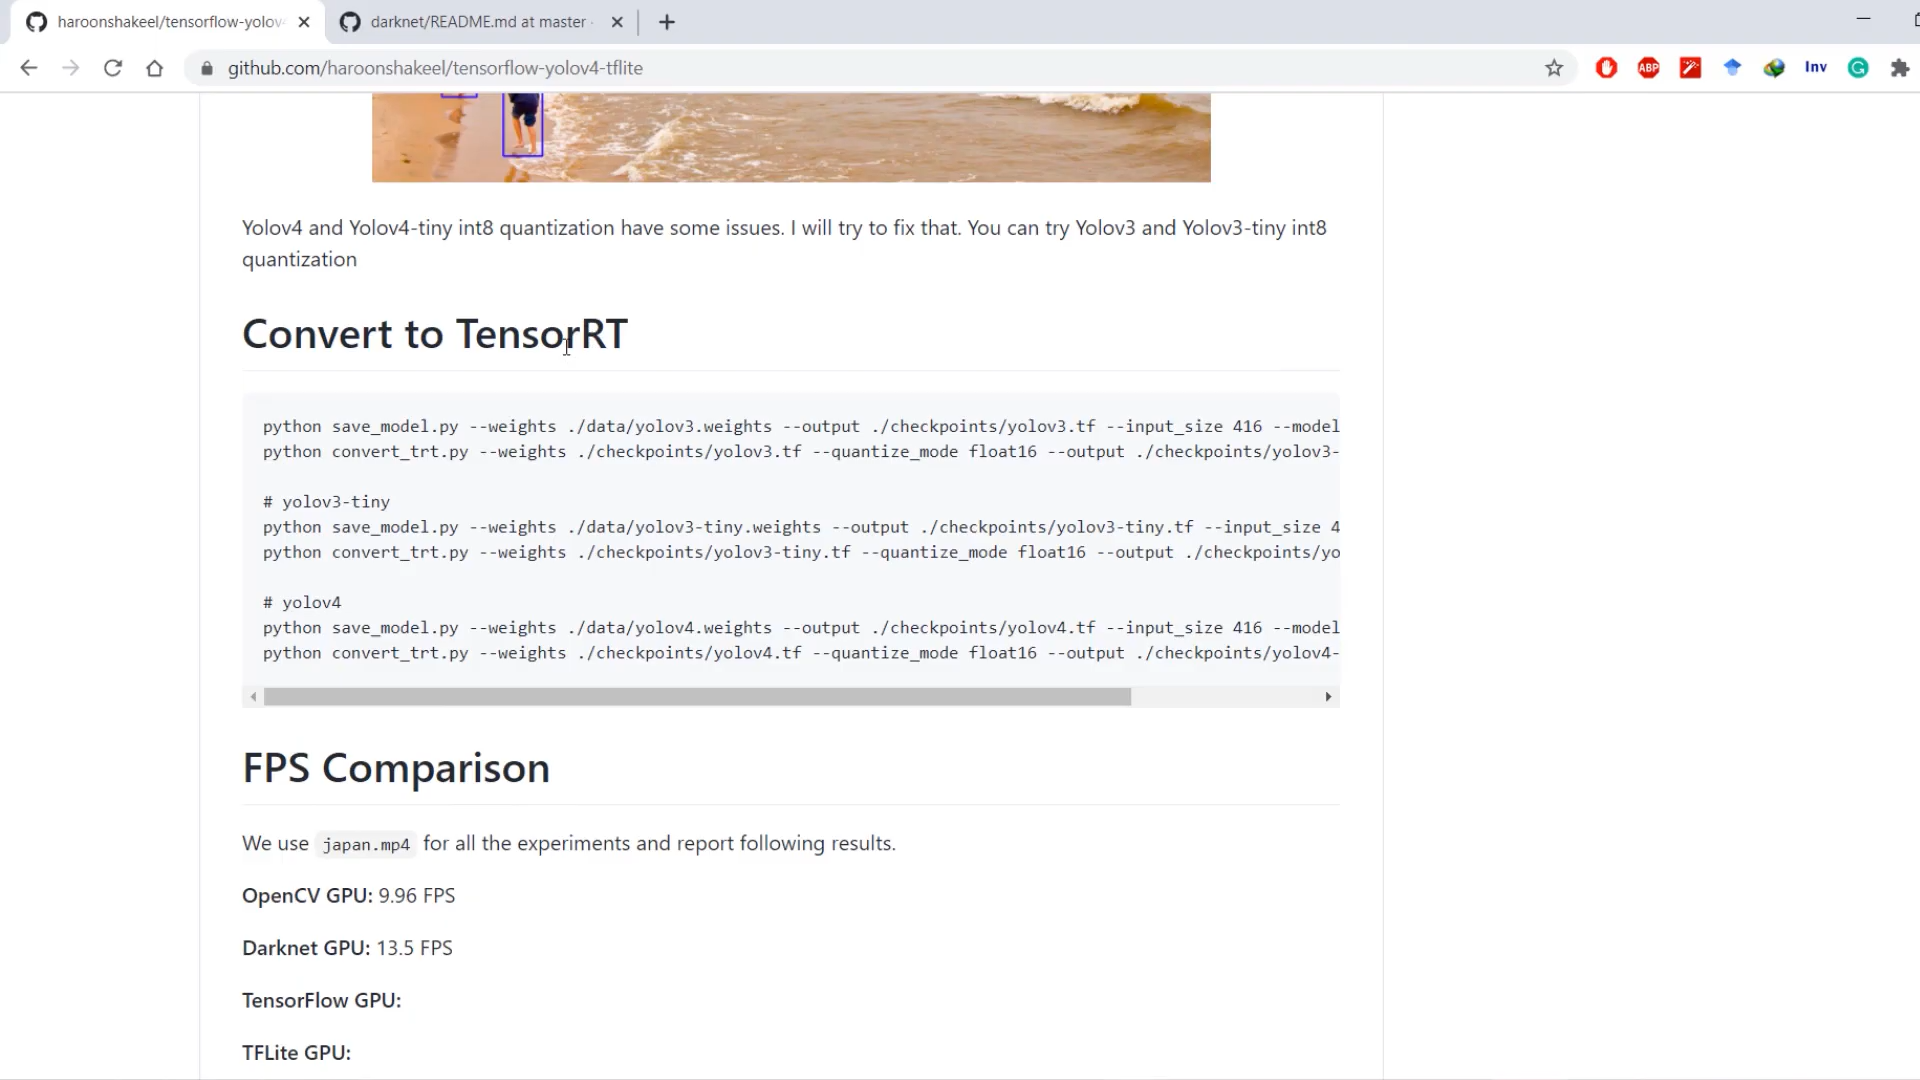 haroonshakeel/tensorflow-yolov
darknet/README.md at master
github.com/haroonshakeel/tensorflow-yolov4-tflite
ABP
Inv
Yolov4 and Yolov4-tiny int8 quantization have some issues. I will try to fix that. You can try Yolov3 and Yolov3-tiny int8
quantization
Convert to TensorRT
python save_model.py --weights ./data/yolov3.weights --output ./checkpoints/yolov3.tf --input_size 416 --model
python convert_trt.py --weights ./checkpoints/yolov3.tf --quantize_mode float16 --output ./checkpoints/yolov3-
# yolov3-tiny
python save_model.py --weights ./data/yolov3-tiny.weights --output ./checkpoints/yolov3-tiny.tf --input_size 4
python convert_trt.py --weights ./checkpoints/yolov3-tiny.tf --quantize_mode float16 --output ./checkpoints/yo
# yolov4
python save_model.py --weights ./data/yolov4.weights --output ./checkpoints/yolov4.tf --input_size 416 --model
python convert_trt.py --weights ./checkpoints/yolov4.tf --quantize_mode float16 --output ./checkpoints/yolov4-
FPS Comparison
We use japan.mp4 for all the experiments and report following results.
OpenCV GPU: 9.96 FPS
Darknet GPU: 13.5 FPS
TensorFlow GPU:
TFLite GPU: